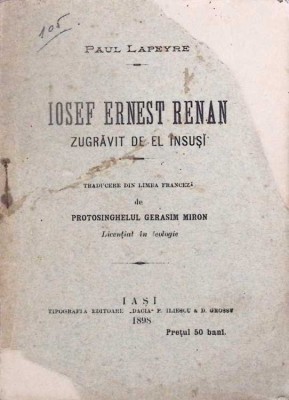 105
PAUL LAPEYRE
IOSEF ERNEST RENAN
ZUGRĂVIT DE EL ÎNSUȘI
TRADUCERE DIN LIMBA FRANCEZĂ
de
PROTOSINGHELUL GERASIM MIRON
Licențiat în teologie
IAȘI
TIPOGRAFIA EDITOARE „DACIA" P. ILIESCU & D. GROSSU
1898
Prețul 50 bani.